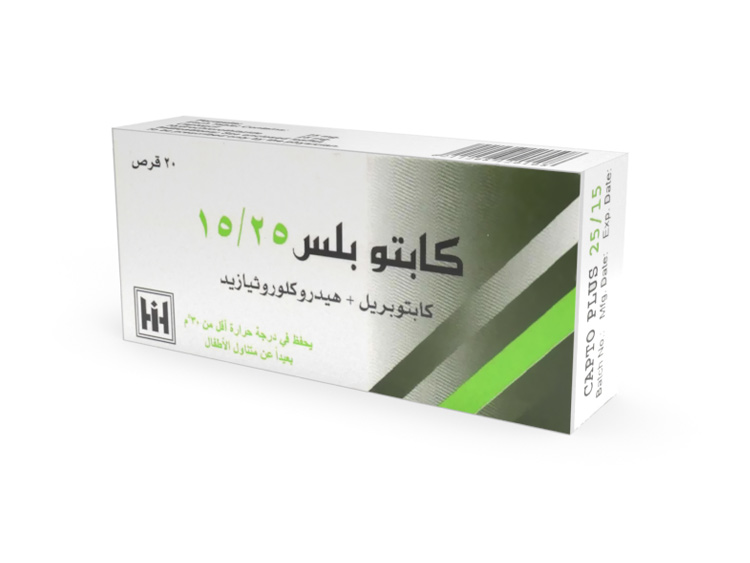 ٢٠ قرص
كابتو بلس ١٥/٢٥
كابتوبريل + هيدروكلوروثيازيد
يحفظ في درجة حرارة أقل من ٣٠°م
بعيداً عن متناول الأطفال
CAPTO PLUS 25/15
Batch No.: Mfg. Date: Exp. Date: